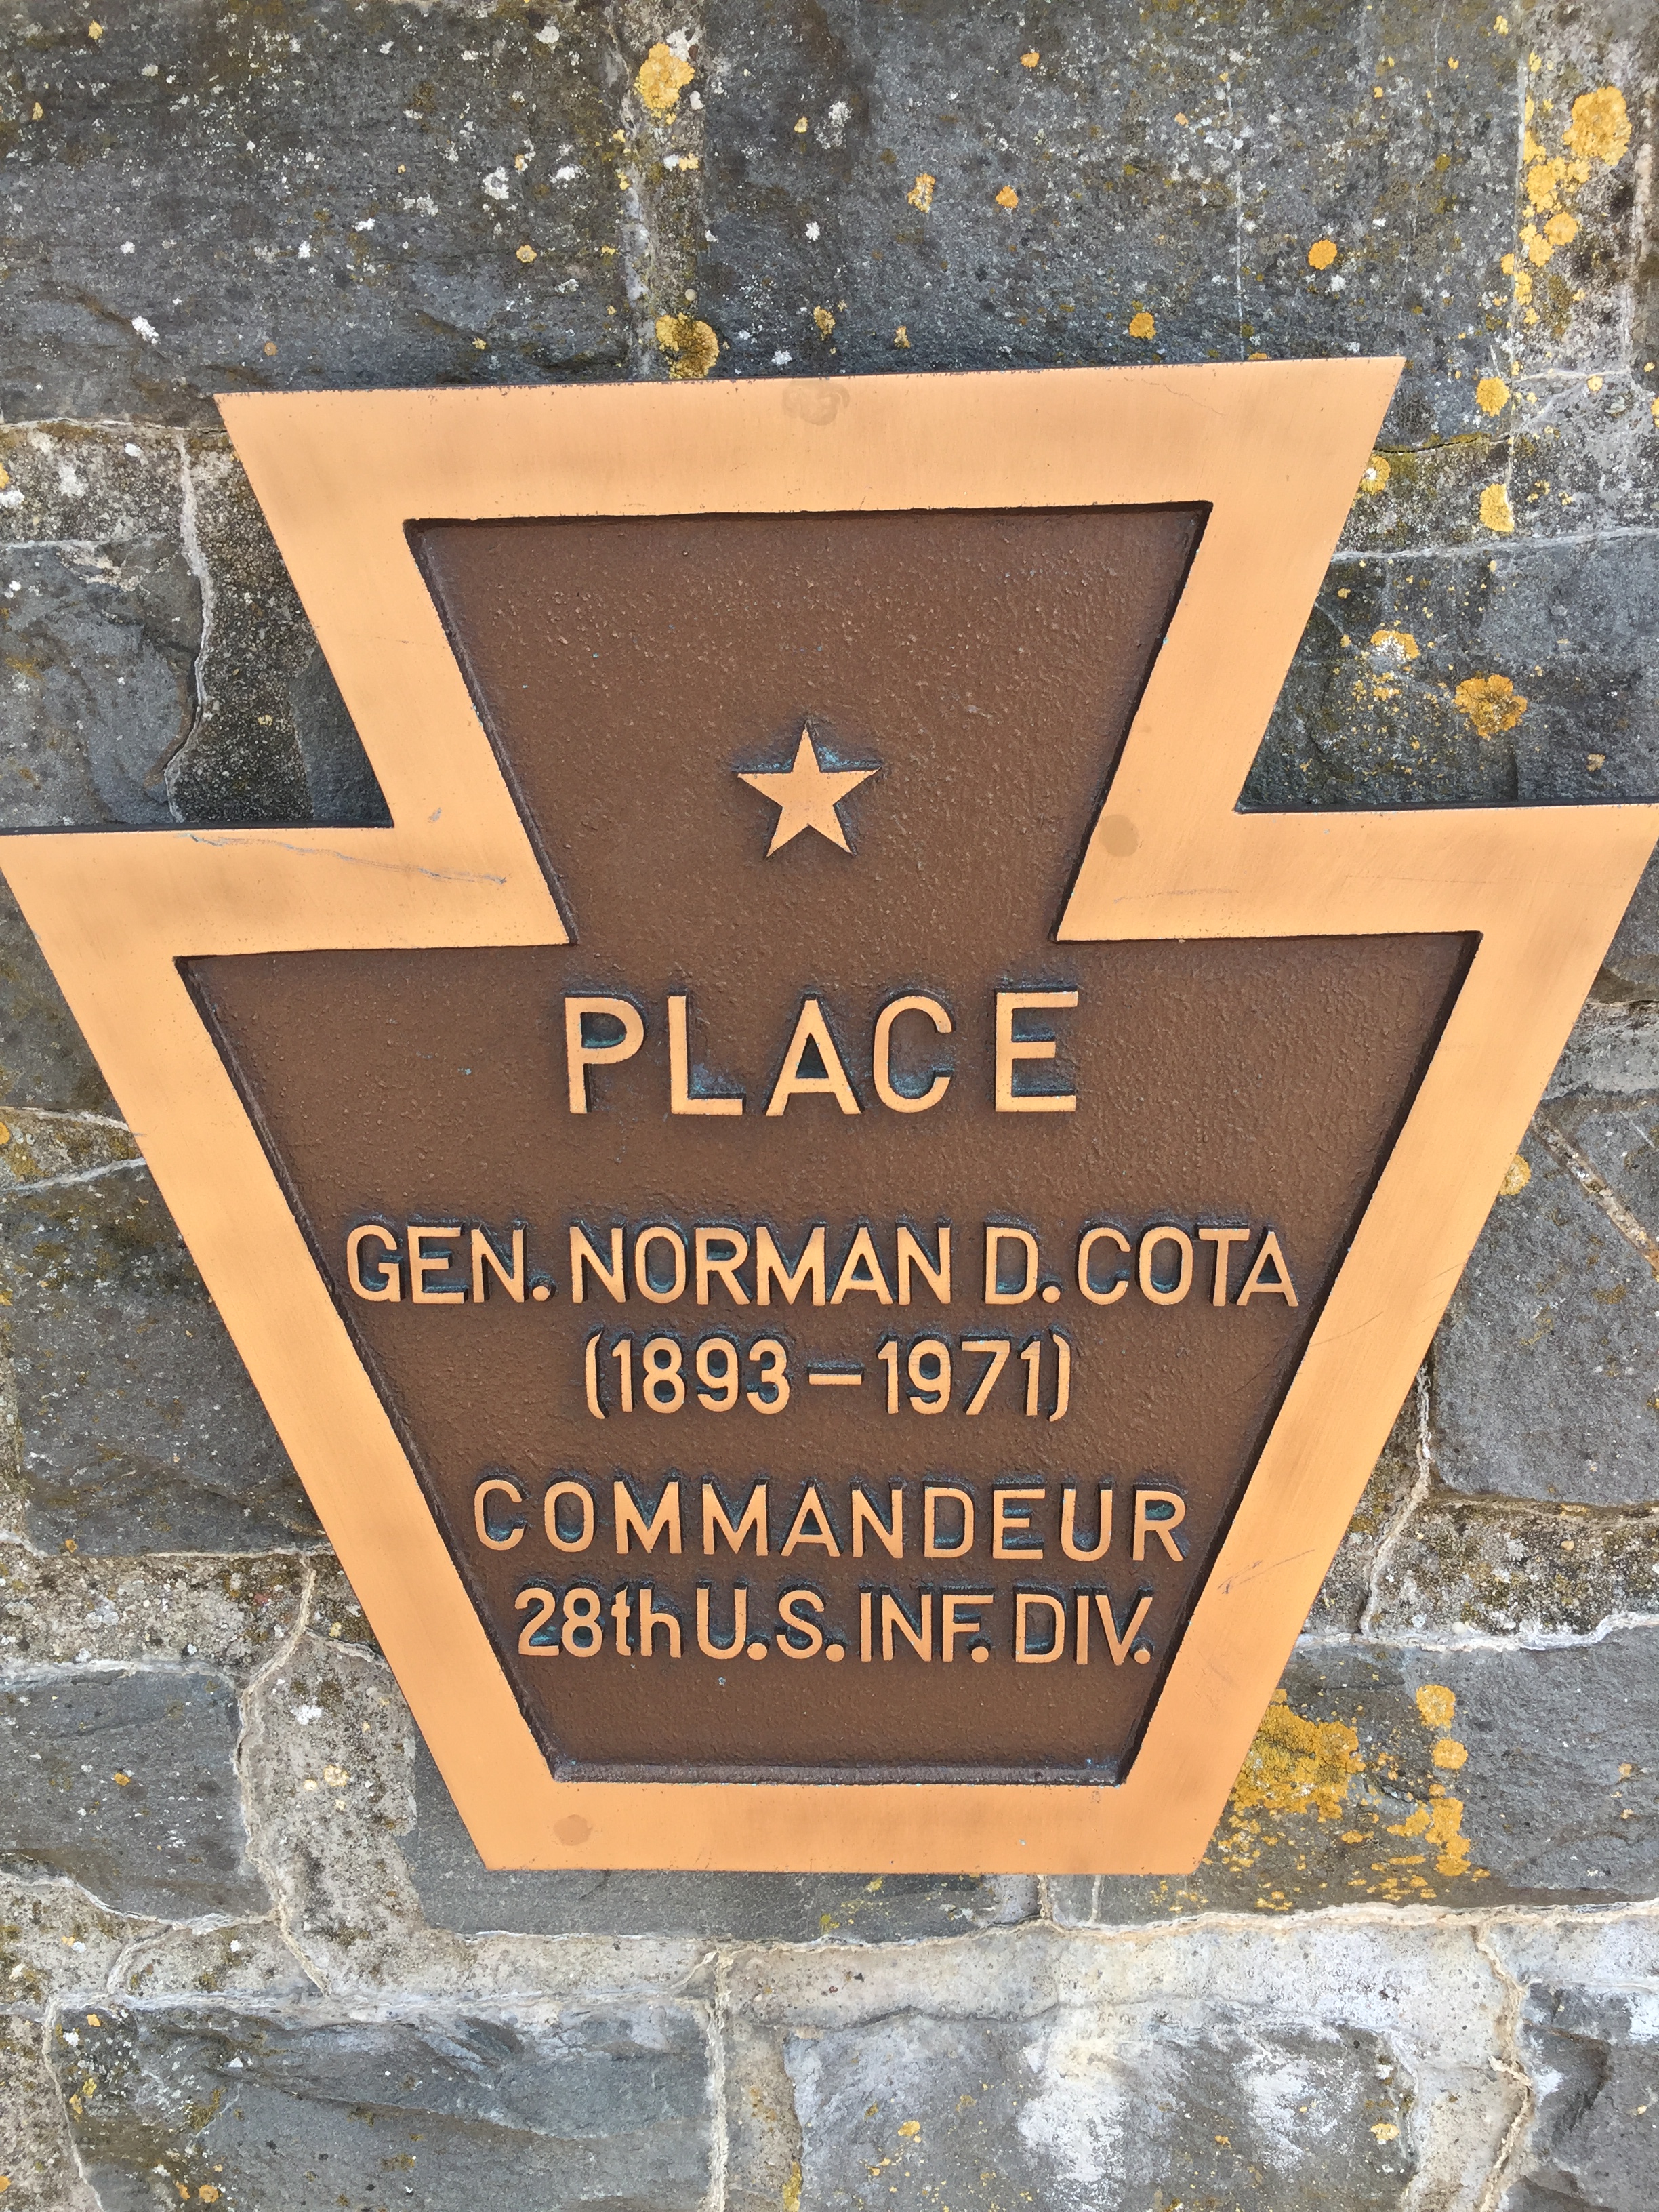 PLACE
GEN. NORMAN D. COTA
(1893 – 1971)
COMMANDEUR
28th U.S. INF. DIV.